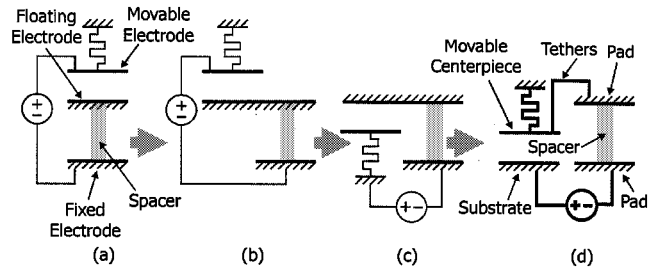 Floating
Electrode
Movable
Electrode
Spacer
Fixed
Electrode
(a)
(b)
(c)
Movable
Centerpiece
Tethers
Pad
Spacer
Substrate
Pad
(d)